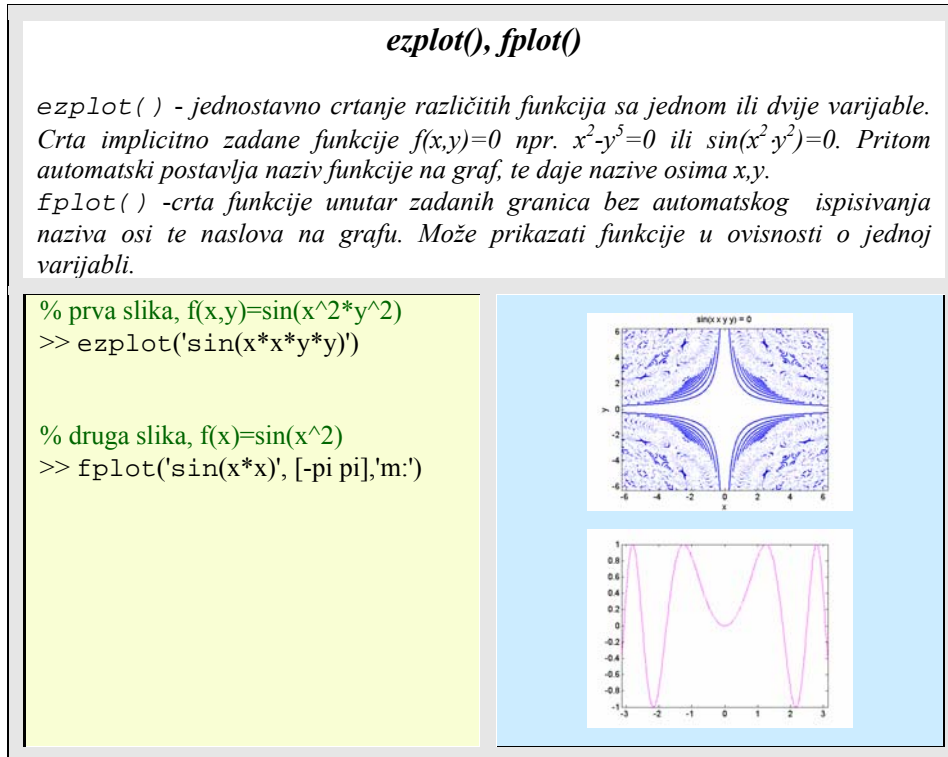 ezplot(), fplot()
ezplot() - jednostavno crtanje različitih funkcija sa jednom ili dvije varijable.
Crta implicitno zadane funkcije f(x,y)=0 npr. x²-y⁵=0 ili sin(x²·y²)=0. Pritom
automatski postavlja naziv funkcije na graf, te daje nazive osima x,y.
fplot() -crta funkcije unutar zadanih granica bez automatskog ispisivanja
naziva osi te naslova na grafu. Može prikazati funkcije u ovisnosti o jednoj
varijabli.
% prva slika, f(x,y)=sin(x^2*y^2)
>> ezplot('sin(x*x*y*y)')
% druga slika, f(x)=sin(x^2)
>> fplot('sin(x*x)', [-pi pi],'m:')
sin(x x y y) = 0
6
4
2
0
-2
-4
-6
y
-6 -4 -2 0 2 4 6
x
1
0.8
0.6
0.4
0.2
0
-0.2
-0.4
-0.6
-0.8
-1
-3 -2 -1 0 1 2 3